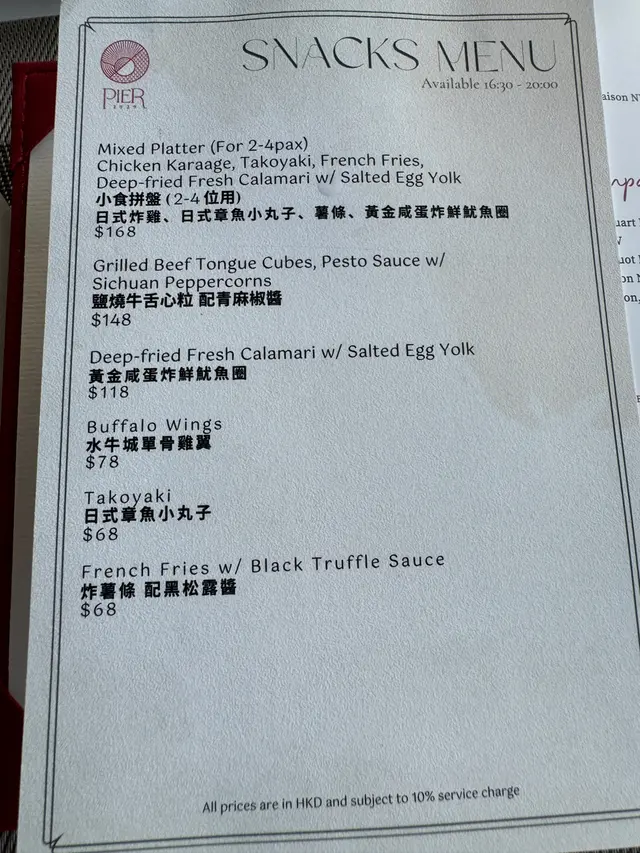 PIER
1929
SNACKS MENU
Available 16:30 - 20:00
Mixed Platter (For 2-4pax)
Chicken Karaage, Takoyaki, French Fries,
Deep-fried Fresh Calamari w/ Salted Egg Yolk
小食拼盤 (2-4 位用)
日式炸雞、日式章魚小丸子、薯條、黃金咸蛋炸鮮魷魚圈
$168
Grilled Beef Tongue Cubes, Pesto Sauce w/
Sichuan Peppercorns
鹽燒牛舌心粒 配青麻椒醬
$148
Deep-fried Fresh Calamari w/ Salted Egg Yolk
黃金咸蛋炸鮮魷魚圈
$118
Buffalo Wings
水牛城單骨雞翼
$78
Takoyaki
日式章魚小丸子
$68
French Fries w/ Black Truffle Sauce
炸薯條 配黑松露醬
$68
All prices are in HKD and subject to 10% service charge